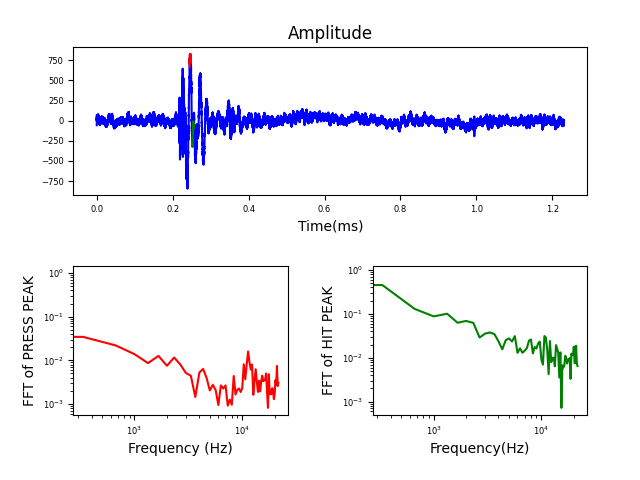 Amplitude
750
500
250
0
−250
−500
−750
0.0 0.2 0.4 0.6 0.8 1.0 1.2
Time(ms)
FFT of PRESS PEAK
10⁰
10⁻¹
10⁻²
10⁻³
10³ 10⁴
Frequency (Hz)
FFT of HIT PEAK
10⁰
10⁻¹
10⁻²
10⁻³
10³ 10⁴
Frequency(Hz)